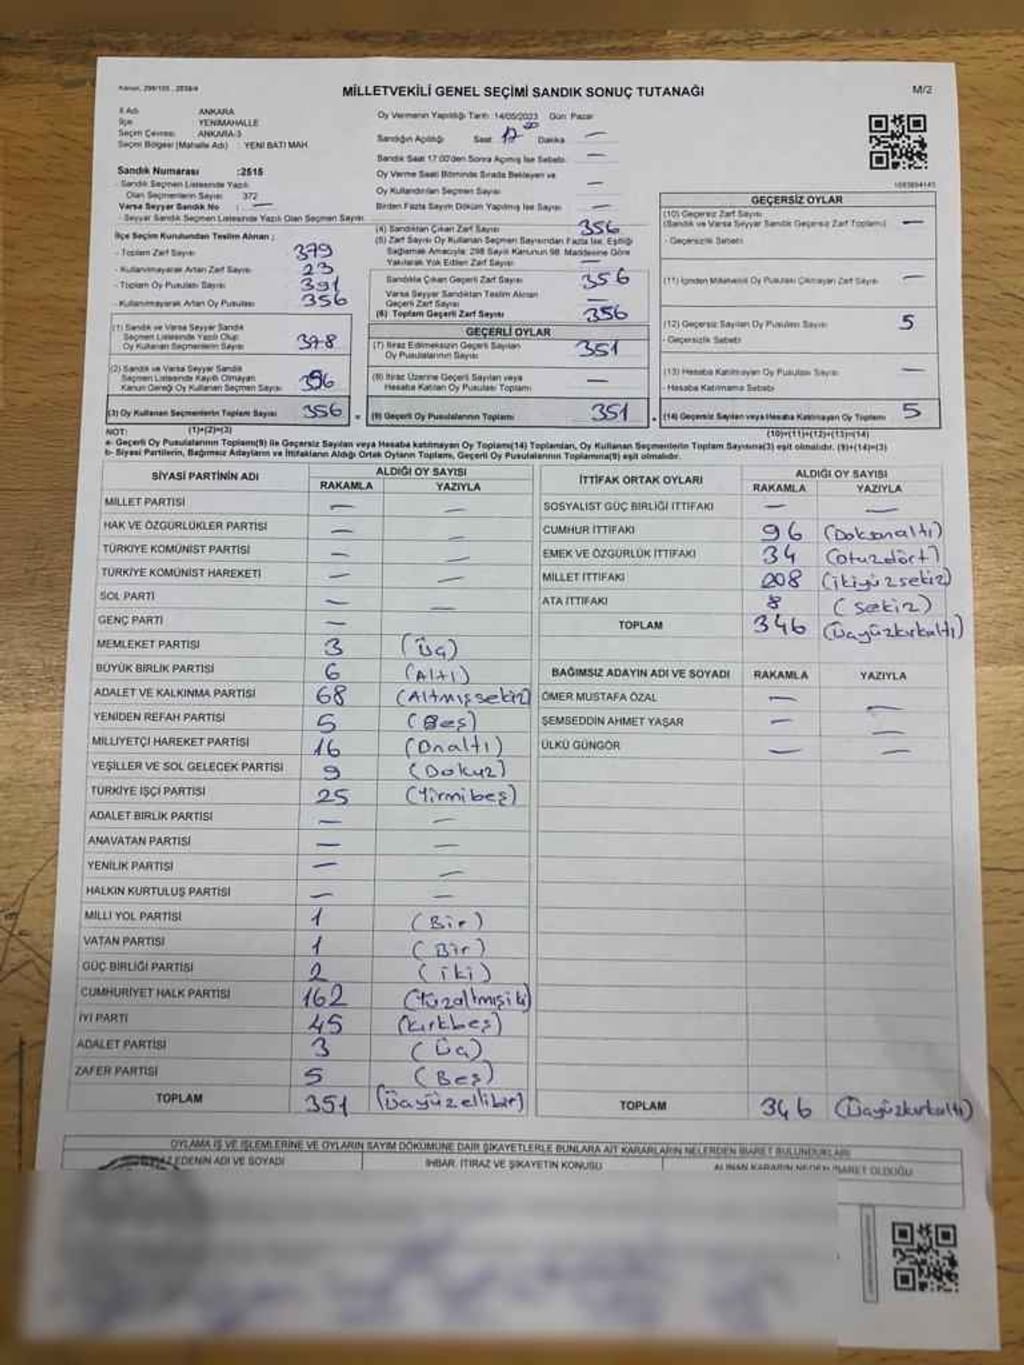 MİLLETVEKİLİ GENEL SEÇİMİ SANDIK SONUÇ TUTANAĞI
M/2
İl Adı : ANKARA
İlçe : YENİMAHALLE
Seçim Çevresi : ANKARA-3
Seçim Bölgesi (Mahalle Adı) : YENİ BATI MAH.
Sandık Numarası :2515
- Sandık Seçmen Listesinde Yazılı
Olan Seçmenlerin Sayısı 372
Varsa Seyyar Sandık No : —
- Seyyar Sandık Seçmen Listesinde Yazılı Olan Seçmen Sayısı
İlçe Seçim Kurulundan Teslim Alınan ;
- Toplam Zarf Sayısı 379
- Kullanılmayarak Artan Zarf Sayısı 23
- Toplam Oy Pusulası Sayısı 391
- Kullanılmayarak Artan Oy Pusulası 356
(1) Sandık ve Varsa Seyyar Sandık
Seçmen Listesinde Yazılı Olup
Oy Kullanan Seçmenlerin Sayısı
(2) Sandık ve Varsa Seyyar Sandık
Seçmen Listesinde Kayıtlı Olmayan
Kanun Gereği Oy Kullanan Seçmen Sayısı
(3) Oy Kullanan Seçmenlerin Toplam Sayısı 356
(1)+(2)=(3)
Oy Vermenin Yapıldığı Tarih: 14/05/2023 Gün: Pazar
Sandığın Açıldığı Saat: 17 00 Dakika —
Sandık Saat 17:00'den Sonra Açılmış İse Sebebi: —
Oy Verme Saati Bitiminde Sırada Bekleyen ve
Oy Kullandırılan Seçmen Sayısı —
Birden Fazla Sayım Döküm Yapılmış İse Sayısı —
(4) Sandıktan Çıkan Zarf Sayısı 356
(5) Zarf Sayısı Oy Kullanan Seçmen Sayısından Fazla İse, Eşitliği
Sağlamak Amacıyla; 298 Sayılı Kanunun 98. Maddesine Göre
Yakılarak Yok Edilen Zarf Sayısı —
Sandıkta Çıkan Geçerli Zarf Sayısı 356
Varsa Seyyar Sandıktan Teslim Alınan
Geçerli Zarf Sayısı —
(6) Toplam Geçerli Zarf Sayısı 356
GEÇERLİ OYLAR
(7) İtiraz Edilmeksizin Geçerli Sayılan
Oy Pusulalarının Sayısı 351
(8) İtiraz Üzerine Geçerli Sayılan veya
Hesaba Katılan Oy Pusulası Toplamı —
(9) Geçerli Oy Pusulalarının Toplamı 351
GEÇERSİZ OYLAR
(10) Geçersiz Zarf Sayısı
(Sandık ve Varsa Seyyar Sandık Geçersiz Zarf Toplamı) —
- Geçersizlik Sebebi
(11) İçinden Milletvekili Oy Pusulası Çıkmayan Zarf Sayısı —
(12) Geçersiz Sayılan Oy Pusulası Sayısı 5
- Geçersizlik Sebebi
(13) Hesaba Katılmayan Oy Pusulası Sayısı —
- Hesaba Katılmama Sebebi
(14) Geçersiz Sayılan veya Hesaba Katılmayan Oy Toplamı 5
(10)+(11)+(12)+(13)=(14)
NOT:
a- Geçerli Oy Pusulalarının Toplamı(9) ile Geçersiz Sayılan veya Hesaba katılmayan Oy Toplamı(14) Toplamları, Oy Kullanan Seçmenlerin Toplam Sayısına(3) eşit olmalıdır. (9)+(14)=(3)
b- Siyasi Partilerin, Bağımsız Adayların ve İttifakların Aldığı Ortak Oyların Toplamı, Geçerli Oy Pusulalarının Toplamına(9) eşit olmalıdır.
SİYASİ PARTİNİN ADI ALDIĞI OY SAYISI
RAKAMLA YAZIYLA
MİLLET PARTİSİ — —
HAK VE ÖZGÜRLÜKLER PARTİSİ — —
TÜRKİYE KOMÜNİST PARTİSİ — —
TÜRKİYE KOMÜNİST HAREKETİ — —
SOL PARTİ — —
GENÇ PARTİ —
MEMLEKET PARTİSİ 3 (Üç)
BÜYÜK BİRLİK PARTİSİ 6 (Altı)
ADALET VE KALKINMA PARTİSİ 68 (Altmışsekiz)
YENİDEN REFAH PARTİSİ 5 (Beş)
MİLLİYETÇİ HAREKET PARTİSİ 16 (Onaltı)
YEŞİLLER VE SOL GELECEK PARTİSİ 9 (Dokuz)
TÜRKİYE İŞÇİ PARTİSİ 25 (Yirmibeş)
ADALET BİRLİK PARTİSİ — —
ANAVATAN PARTİSİ — —
YENİLİK PARTİSİ — —
HALKIN KURTULUŞ PARTİSİ — —
MİLLİ YOL PARTİSİ 1 (Bir)
VATAN PARTİSİ 1 (Bir)
GÜÇ BİRLİĞİ PARTİSİ 2 (iki)
CUMHURİYET HALK PARTİSİ 162 (Yüzaltmışiki)
İYİ PARTİ 45 (Kırkbeş)
ADALET PARTİSİ 3 (Üç)
ZAFER PARTİSİ 5 (Beş)
TOPLAM 351 (Üçyüzellibir)
İTTİFAK ORTAK OYLARI ALDIĞI OY SAYISI
RAKAMLA YAZIYLA
SOSYALİST GÜÇ BİRLİĞİ İTTİFAKI — —
CUMHUR İTTİFAKI 96 (Doksanaltı)
EMEK VE ÖZGÜRLÜK İTTİFAKI 34 (otuzdört)
MİLLET İTTİFAKI 208 (ikiyüzsekiz)
ATA İTTİFAKI 8 (sekiz)
TOPLAM 346 (Üçyüzkırkaltı)
BAĞIMSIZ ADAYIN ADI VE SOYADI RAKAMLA YAZIYLA
ÖMER MUSTAFA ÖZAL — —
ŞEMSEDDİN AHMET YAŞAR — —
ÜLKÜ GÜNGÖR — —
TOPLAM 346 (Üçyüzkırkaltı)
OYLAMA İŞ VE İŞLEMLERİNE VE OYLARIN SAYIM DÖKÜMÜNE DAİR ŞİKAYETLERLE BUNLARA AİT KARARLARIN NELERDEN İBARET BULUNDUKLARI
EDENİN ADI VE SOYADI İHBAR, İTİRAZ VE ŞİKAYETİN KONUSU ALINAN KARARIN NEDEN İBARET OLDUĞU